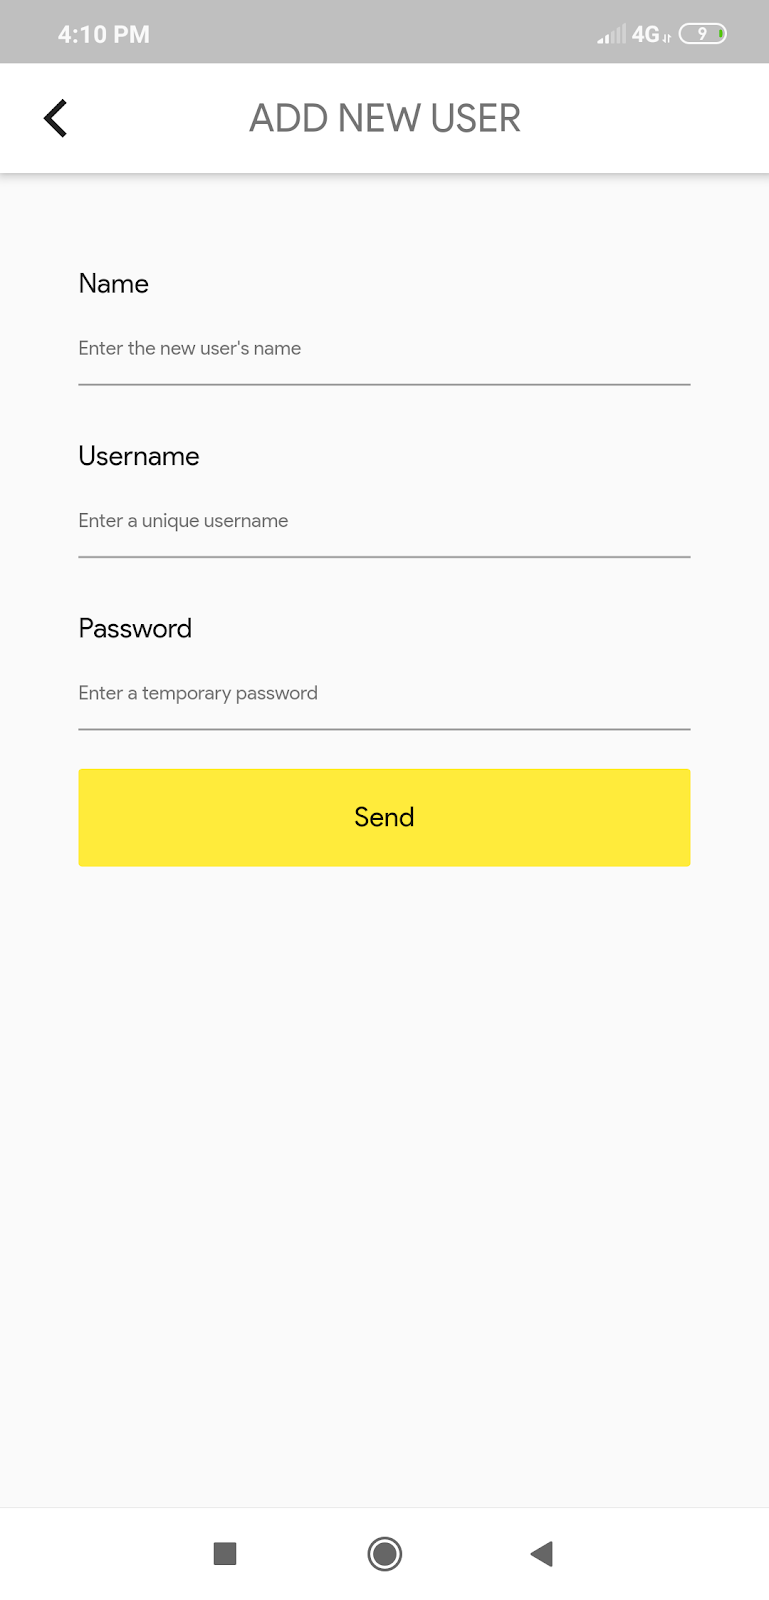 4:10 PM 4G 9
ADD NEW USER
Name
Enter the new user's name
Username
Enter a unique username
Password
Enter a temporary password
Send